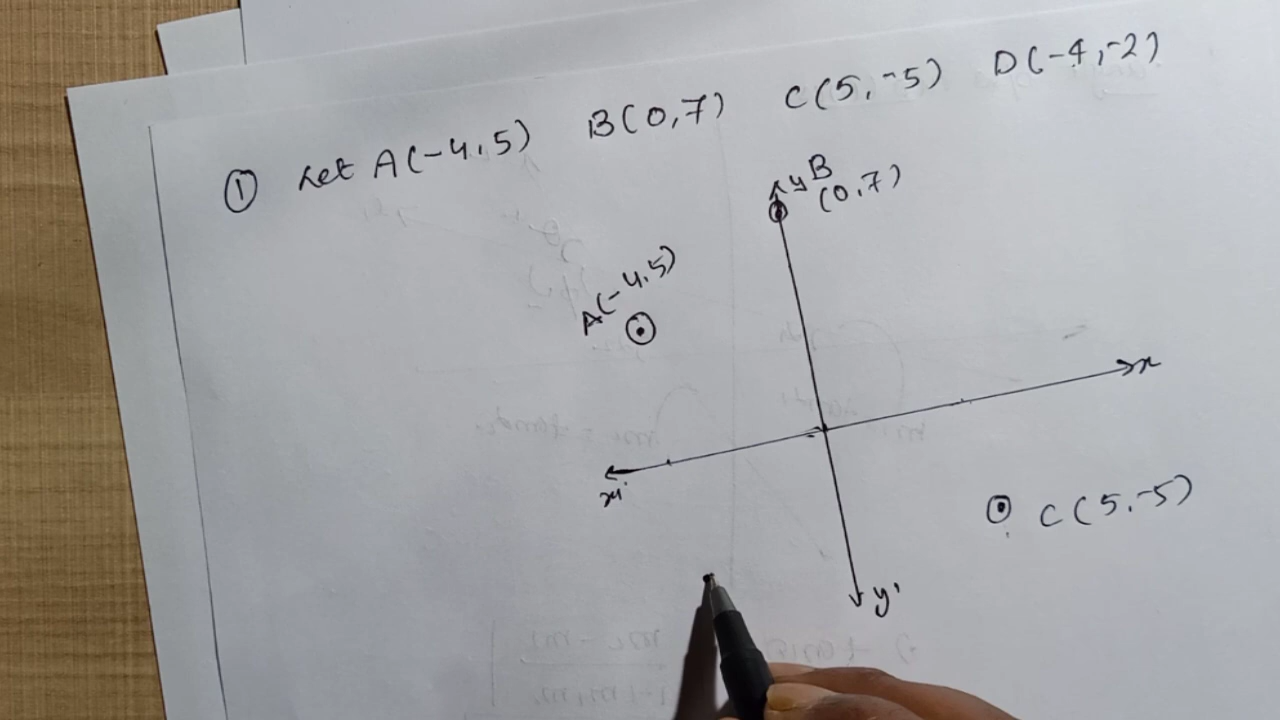 ① Let A(-4,5) B(0,7) C(5,-5) D(-4,-2)
y B
(0,7)
A(-4,5)
x
x'
C(5,-5)
y'